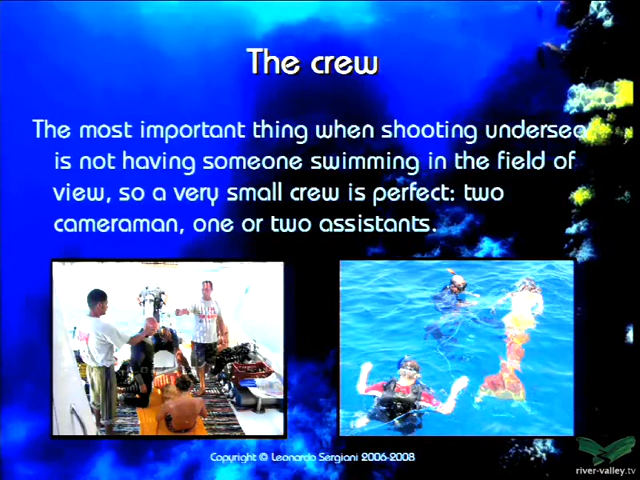 The crew
The most important thing when shooting undersea
is not having someone swimming in the field of
view, so a very small crew is perfect: two
cameraman, one or two assistants.
Copyright © Leonardo Sergiani 2006-2008
river-valley.tv